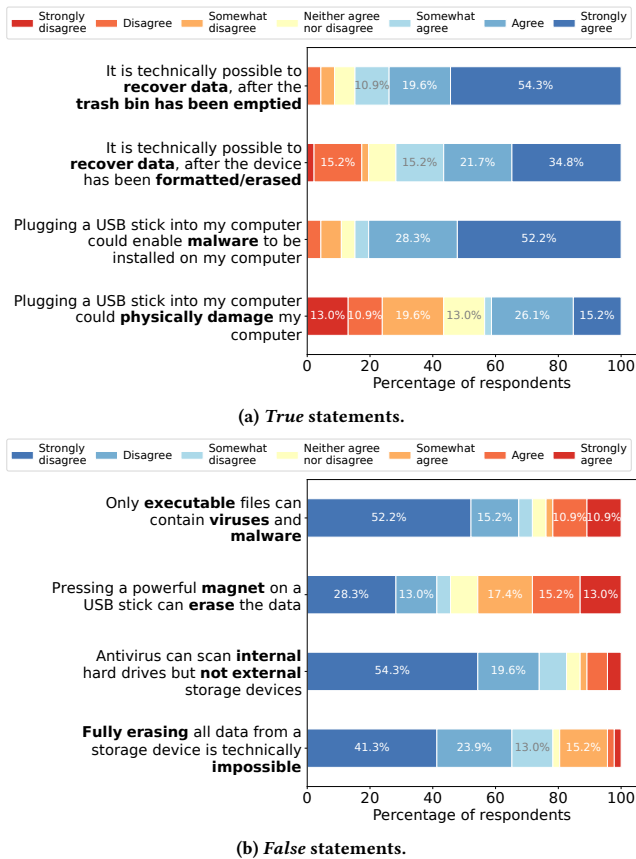 Strongly disagree
Disagree
Somewhat disagree
Neither agree nor disagree
Somewhat agree
Agree
Strongly agree
It is technically possible to
recover data, after the
trash bin has been emptied
10.9% 19.6% 54.3%
It is technically possible to
recover data, after the device
has been formatted/erased
15.2% 15.2% 21.7% 34.8%
Plugging a USB stick into my computer
could enable malware to be
installed on my computer
28.3% 52.2%
Plugging a USB stick into my computer
could physically damage my
computer
13.0% 10.9% 19.6% 13.0% 26.1% 15.2%
0 20 40 60 80 100
Percentage of respondents
(a) True statements.
Strongly disagree
Disagree
Somewhat disagree
Neither agree nor disagree
Somewhat agree
Agree
Strongly agree
Only executable files can
contain viruses and
malware
52.2% 15.2% 10.9% 10.9%
Pressing a powerful magnet on a
USB stick can erase the data
28.3% 13.0% 17.4% 15.2% 13.0%
Antivirus can scan internal
hard drives but not external
storage devices
54.3% 19.6%
Fully erasing all data from a
storage device is technically
impossible
41.3% 23.9% 13.0% 15.2%
0 20 40 60 80 100
Percentage of respondents
(b) False statements.